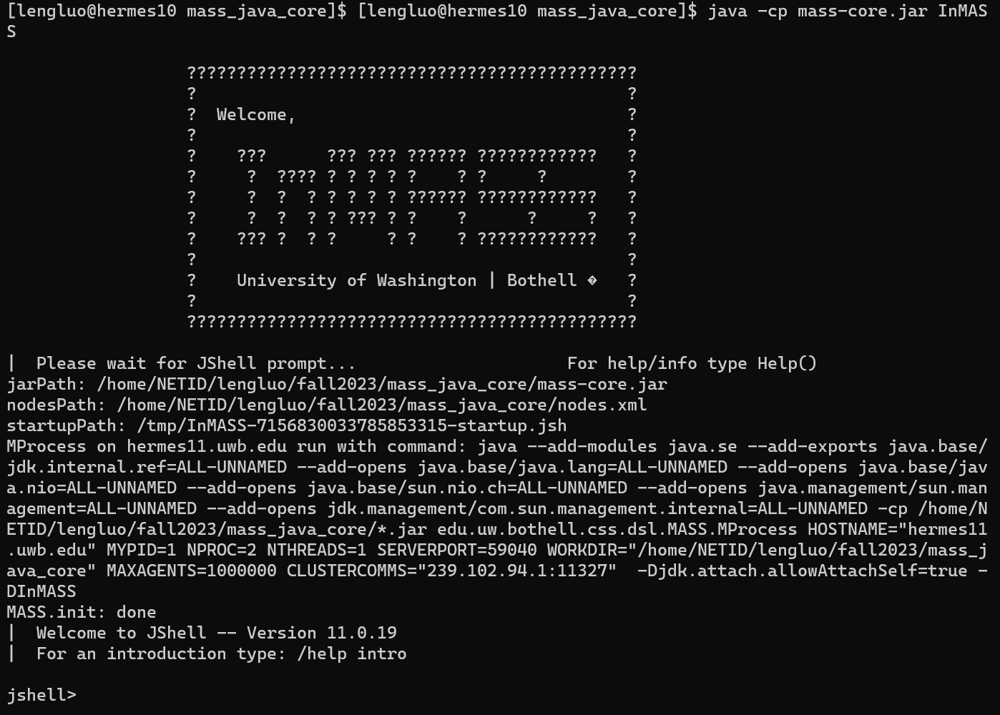 [lengluo@hermes10 mass_java_core]$ [lengluo@hermes10 mass_java_core]$ java -cp mass-core.jar InMAS
S
?????????????????????????????????????????????
?                                           ?
?  Welcome,                                 ?
?                                           ?
?    ???      ??? ??? ?????? ????????????   ?
?     ?  ???? ? ? ? ? ?    ? ?     ?        ?
?     ?  ?  ? ? ? ? ? ?????? ????????????   ?
?     ?  ?  ? ? ??? ? ?    ?      ?     ?   ?
?    ??? ?  ? ?     ? ?    ? ????????????   ?
?                                           ?
?    University of Washington | Bothell �   ?
?                                           ?
?????????????????????????????????????????????
|  Please wait for JShell prompt...                     For help/info type Help()
jarPath: /home/NETID/lengluo/fall2023/mass_java_core/mass-core.jar
nodesPath: /home/NETID/lengluo/fall2023/mass_java_core/nodes.xml
startupPath: /tmp/InMASS-7156830033785853315-startup.jsh
MProcess on hermes11.uwb.edu run with command: java --add-modules java.se --add-exports java.base/
jdk.internal.ref=ALL-UNNAMED --add-opens java.base/java.lang=ALL-UNNAMED --add-opens java.base/jav
a.nio=ALL-UNNAMED --add-opens java.base/sun.nio.ch=ALL-UNNAMED --add-opens java.management/sun.man
agement=ALL-UNNAMED --add-opens jdk.management/com.sun.management.internal=ALL-UNNAMED -cp /home/N
ETID/lengluo/fall2023/mass_java_core/*.jar edu.uw.bothell.css.dsl.MASS.MProcess HOSTNAME="hermes11
.uwb.edu" MYPID=1 NPROC=2 NTHREADS=1 SERVERPORT=59040 WORKDIR="/home/NETID/lengluo/fall2023/mass_j
ava_core" MAXAGENTS=1000000 CLUSTERCOMMS="239.102.94.1:11327"  -Djdk.attach.allowAttachSelf=true -
DInMASS
MASS.init: done
|  Welcome to JShell -- Version 11.0.19
|  For an introduction type: /help intro
jshell>